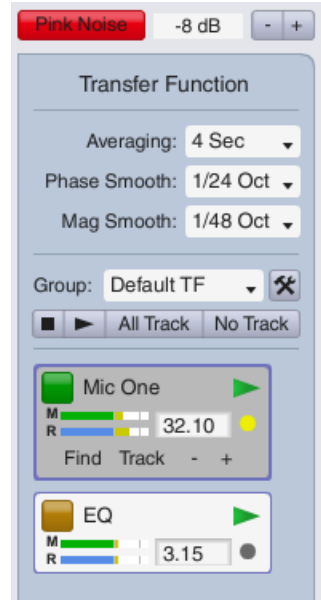 Pink Noise -8 dB - +
Transfer Function
Averaging: 4 Sec
Phase Smooth: 1/24 Oct
Mag Smooth: 1/48 Oct
Group: Default TF
All Track No Track
Mic One
M
R 32.10
Find Track - +
EQ
M
R 3.15